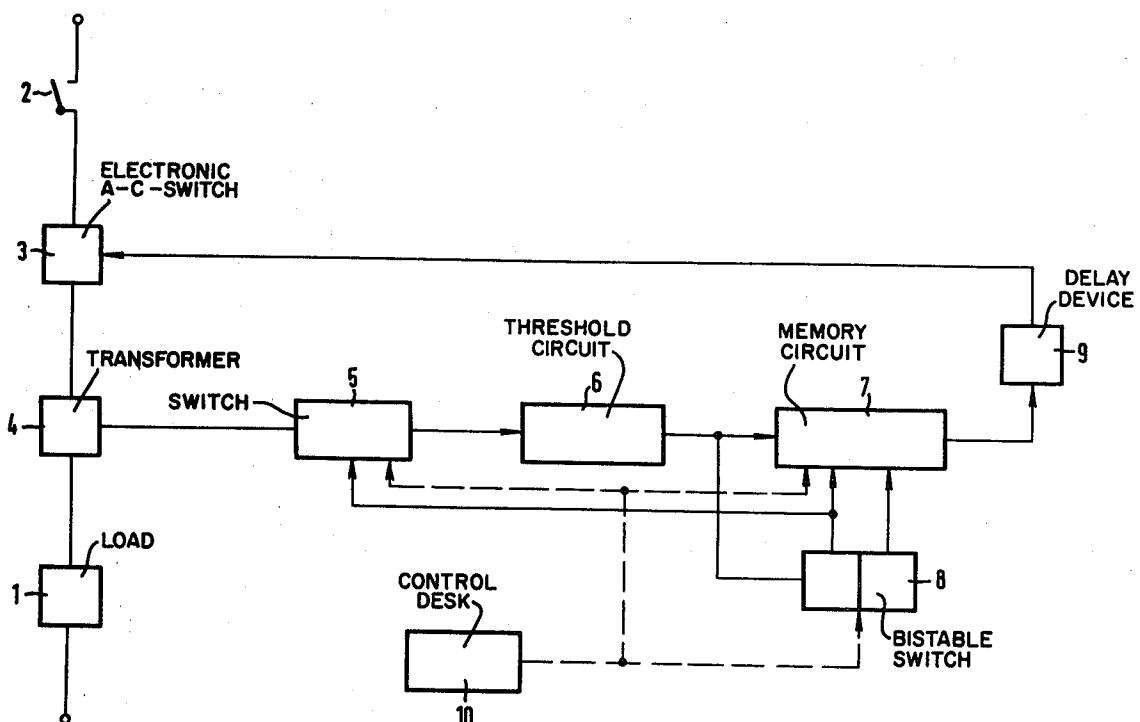 2
ELECTRONIC
A-C-SWITCH
3
DELAY
DEVICE
9
THRESHOLD
CIRCUIT
MEMORY
CIRCUIT
TRANSFORMER
SWITCH
5
6
7
4
LOAD
1
CONTROL
DESK
8
BISTABLE
SWITCH
10